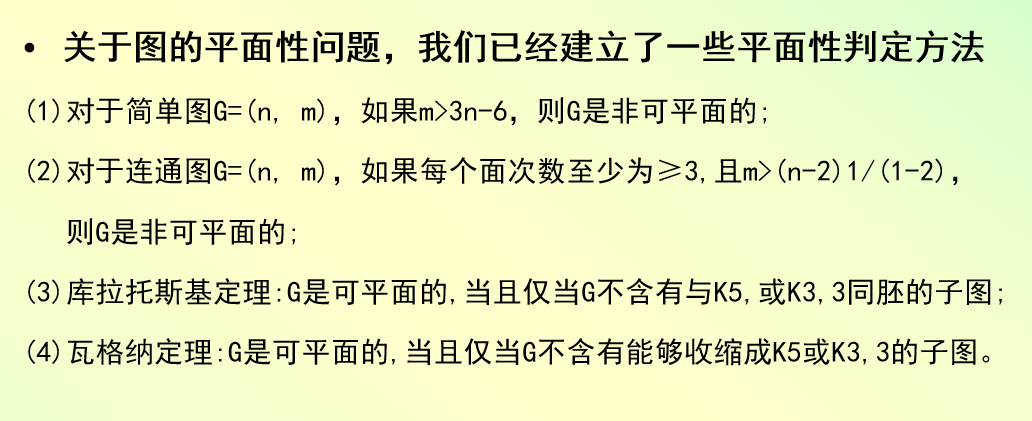 • 关于图的平面性问题，我们已经建立了一些平面性判定方法
(1)对于简单图G=(n, m)，如果m>3n-6，则G是非可平面的;
(2)对于连通图G=(n, m)，如果每个面次数至少为≥3,且m>(n-2)1/(1-2)，
则G是非可平面的;
(3)库拉托斯基定理:G是可平面的,当且仅当G不含有与K5,或K3,3同胚的子图;
(4)瓦格纳定理:G是可平面的,当且仅当G不含有能够收缩成K5或K3,3的子图。